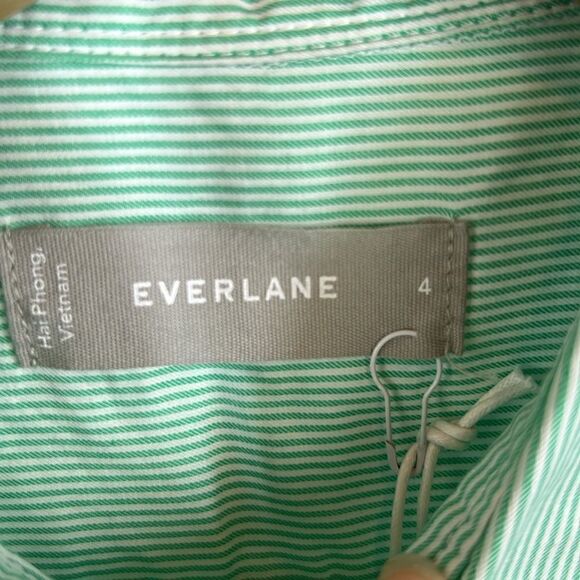 Hai Phong,
Vietnam
EVERLANE
4